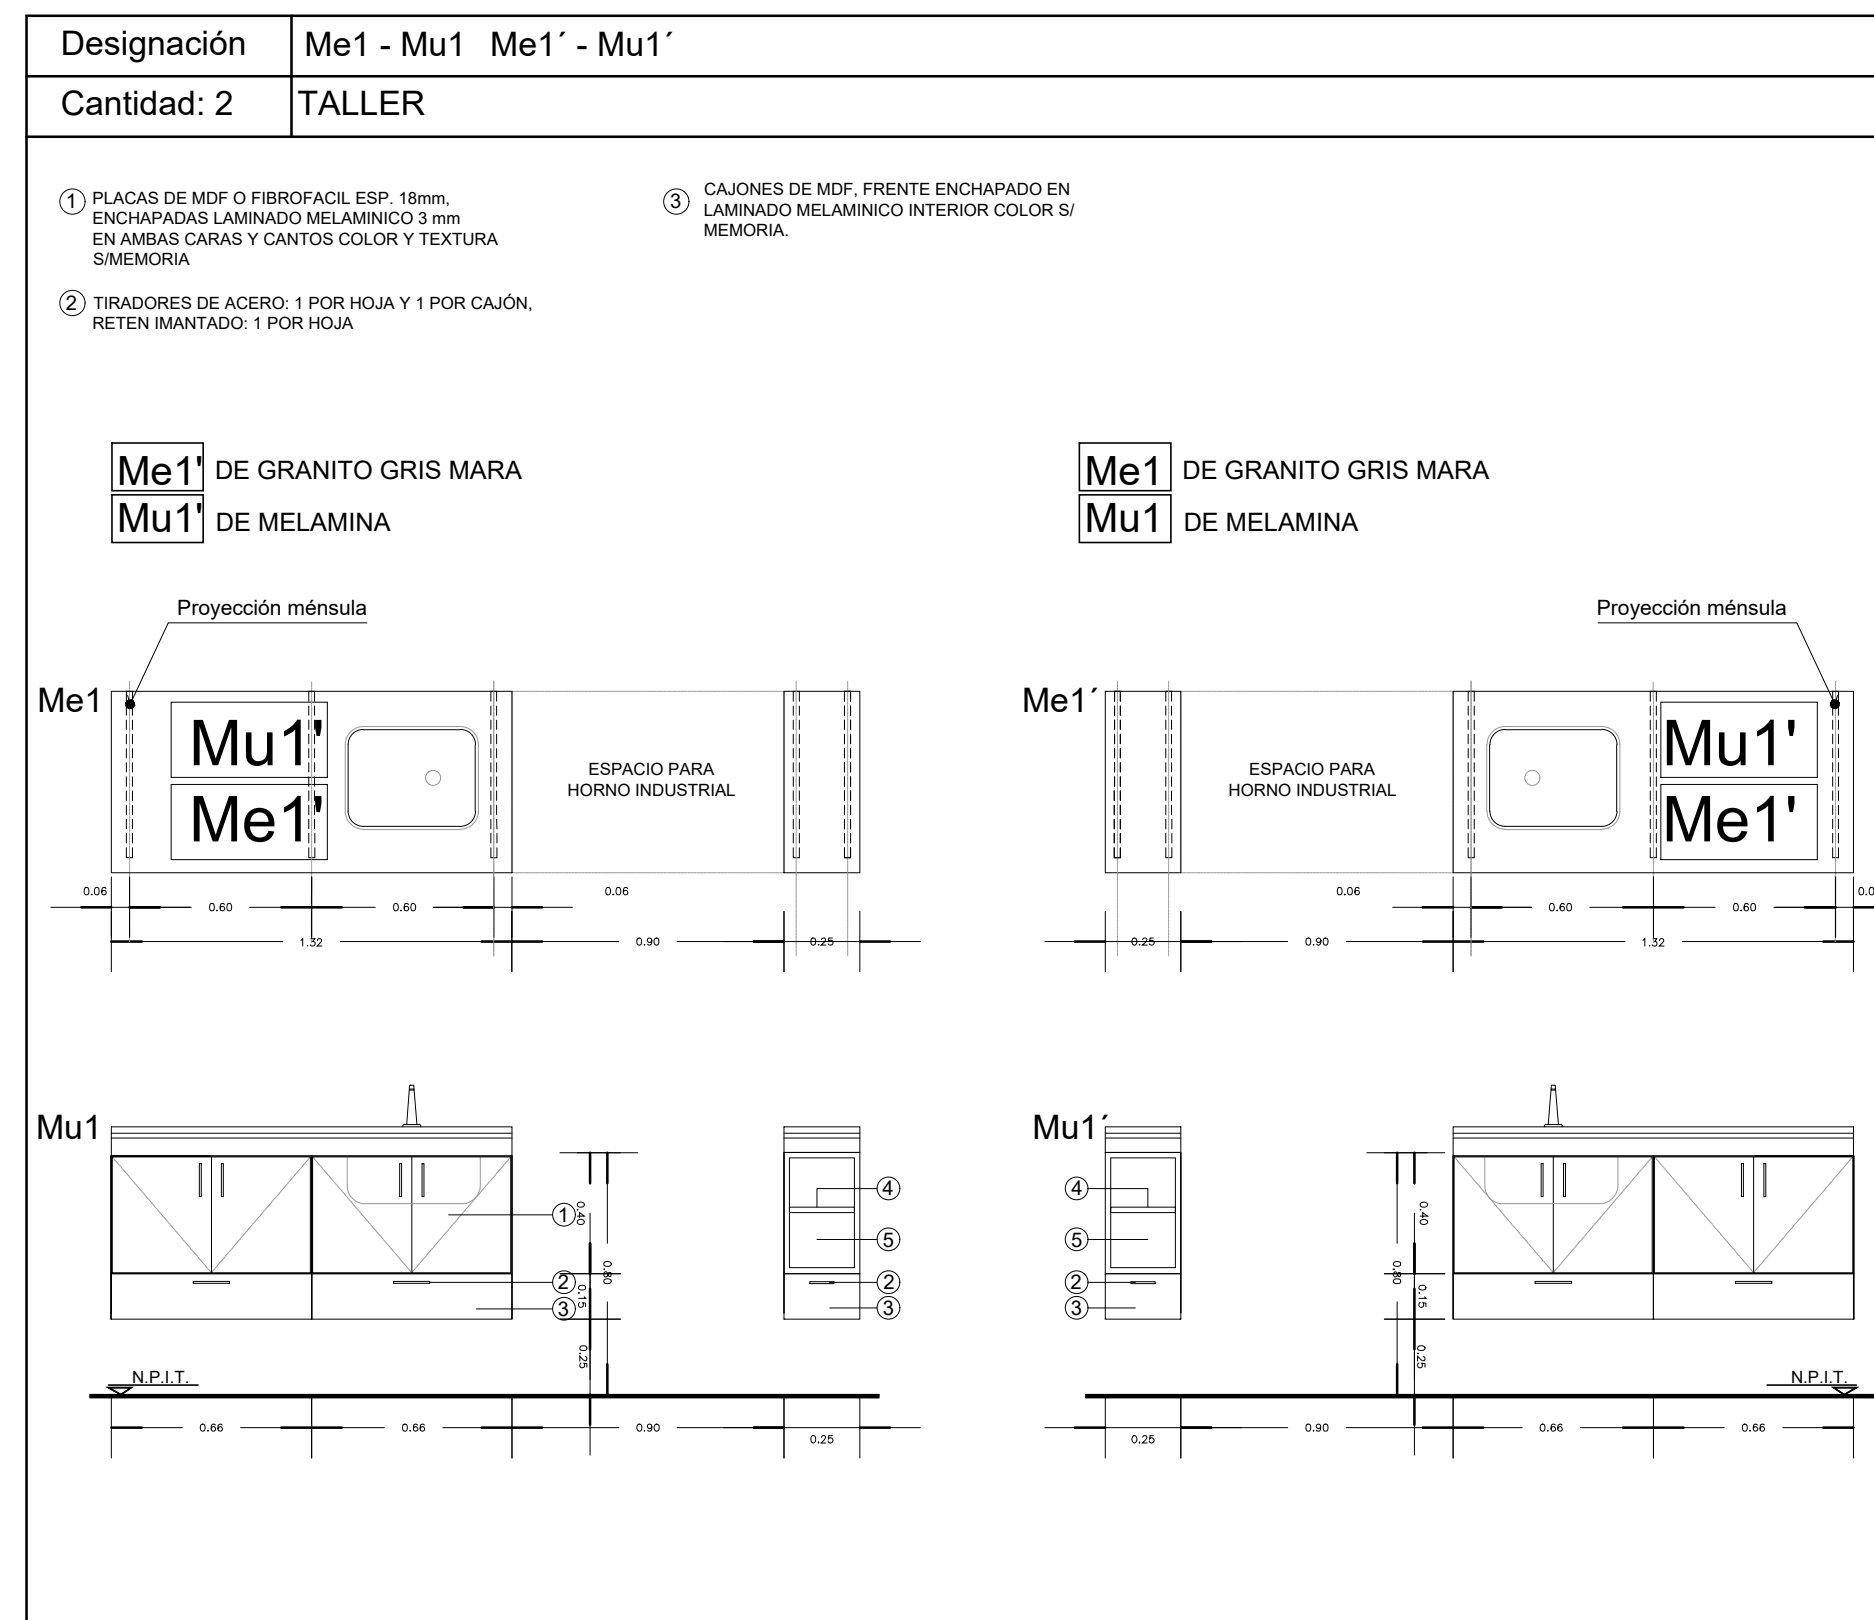 Designación
Me1 - Mu1 Me1´ - Mu1´
Cantidad: 2
TALLER
1 PLACAS DE MDF O FIBROFACIL ESP. 18mm,
ENCHAPADAS LAMINADO MELAMINICO 3 mm
EN AMBAS CARAS Y CANTOS COLOR Y TEXTURA
S/MEMORIA
2 TIRADORES DE ACERO: 1 POR HOJA Y 1 POR CAJÓN,
RETEN IMANTADO: 1 POR HOJA
3 CAJONES DE MDF, FRENTE ENCHAPADO EN
LAMINADO MELAMINICO INTERIOR COLOR S/
MEMORIA.
Me1' DE GRANITO GRIS MARA
Mu1' DE MELAMINA
Me1 DE GRANITO GRIS MARA
Mu1 DE MELAMINA
Proyección ménsula
Me1
Mu1'
Me1'
ESPACIO PARA
HORNO INDUSTRIAL
0.06
0.60
0.60
0.06
1.32
0.90
0.25
Proyección ménsula
Me1´
ESPACIO PARA
HORNO INDUSTRIAL
Mu1'
Me1'
0.06
0.60
0.60
0.25
0.90
1.32
Mu1
1
2
3
0.40
0.15
0.25
0.80
4
5
2
3
N.P.I.T.
0.66
0.66
0.90
0.25
Mu1´
4
5
2
3
0.40
0.80
0.15
0.25
N.P.I.T.
0.25
0.90
0.66
0.66